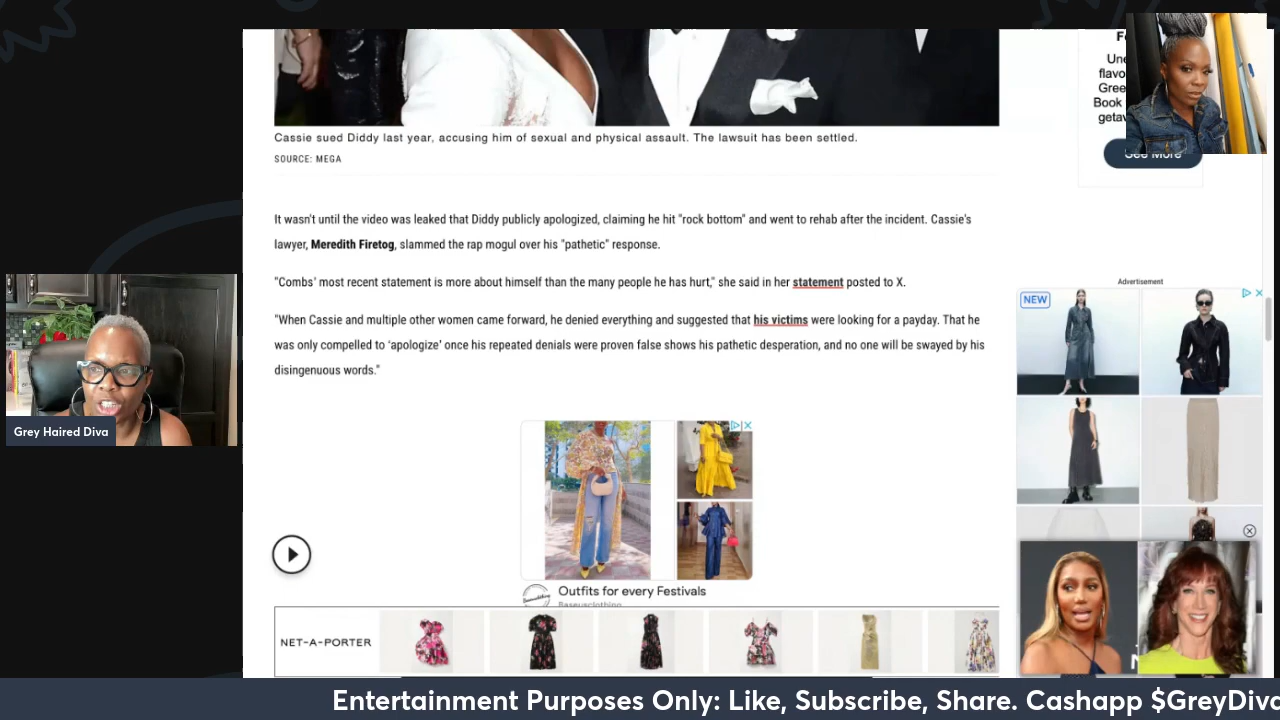 Cassie sued Diddy last year, accusing him of sexual and physical assault. The lawsuit has been settled.
SOURCE: MEGA
It wasn't until the video was leaked that Diddy publicly apologized, claiming he hit "rock bottom" and went to rehab after the incident. Cassie's
lawyer, Meredith Firetog, slammed the rap mogul over his "pathetic" response.
"Combs' most recent statement is more about himself than the many people he has hurt," she said in her statement posted to X.
"When Cassie and multiple other women came forward, he denied everything and suggested that his victims were looking for a payday. That he
was only compelled to 'apologize' once his repeated denials were proven false shows his pathetic desperation, and no one will be swayed by his
disingenuous words."
Grey Haired Diva
Outfits for every Festivals
NET-A-PORTER
Book
See More
Advertisement
NEW
Entertainment Purposes Only: Like, Subscribe, Share. Cashapp $GreyDiva